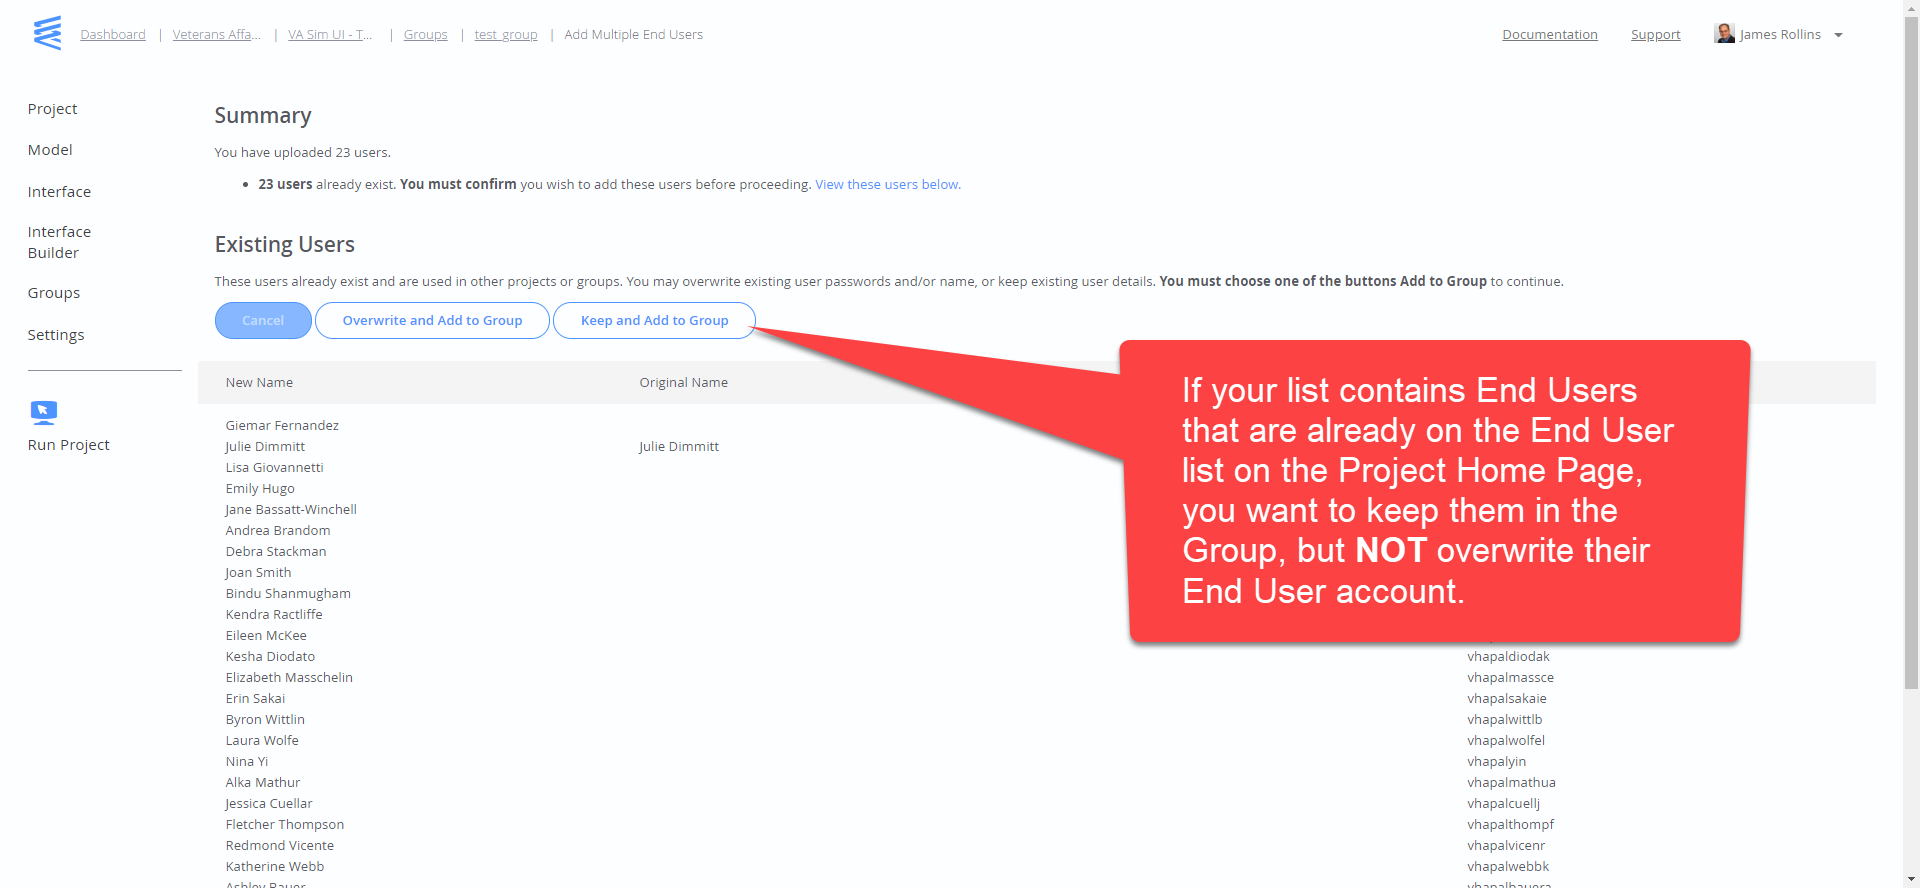 Dashboard | Veterans Affa... | VA Sim UI - T... | Groups | test_group | Add Multiple End Users
Documentation Support James Rollins
Project
Model
Interface
Interface
Builder
Groups
Settings
Run Project
Summary
You have uploaded 23 users.
• 23 users already exist. You must confirm you wish to add these users before proceeding. View these users below.
Existing Users
These users already exist and are used in other projects or groups. You may overwrite existing user passwords and/or name, or keep existing user details. You must choose one of the buttons Add to Group to continue.
Cancel Overwrite and Add to Group Keep and Add to Group
If your list contains End Users
that are already on the End User
list on the Project Home Page,
you want to keep them in the
Group, but NOT overwrite their
End User account.
New Name Original Name
Giemar Fernandez
Julie Dimmitt Julie Dimmitt
Lisa Giovannetti
Emily Hugo
Jane Bassatt-Winchell
Andrea Brandom
Debra Stackman
Joan Smith
Bindu Shanmugham
Kendra Ractliffe
Eileen McKee
Kesha Diodato vhapaldiodak
Elizabeth Masschelin vhapalmassce
Erin Sakai vhapalsakaie
Byron Wittlin vhapalwittlb
Laura Wolfe vhapalwolfel
Nina Yi vhapalyin
Alka Mathur vhapalmathua
Jessica Cuellar vhapalcuellj
Fletcher Thompson vhapalthompf
Redmond Vicente vhapalvicenr
Katherine Webb vhapalwebbk
Ashley Bauer vhapalbauera